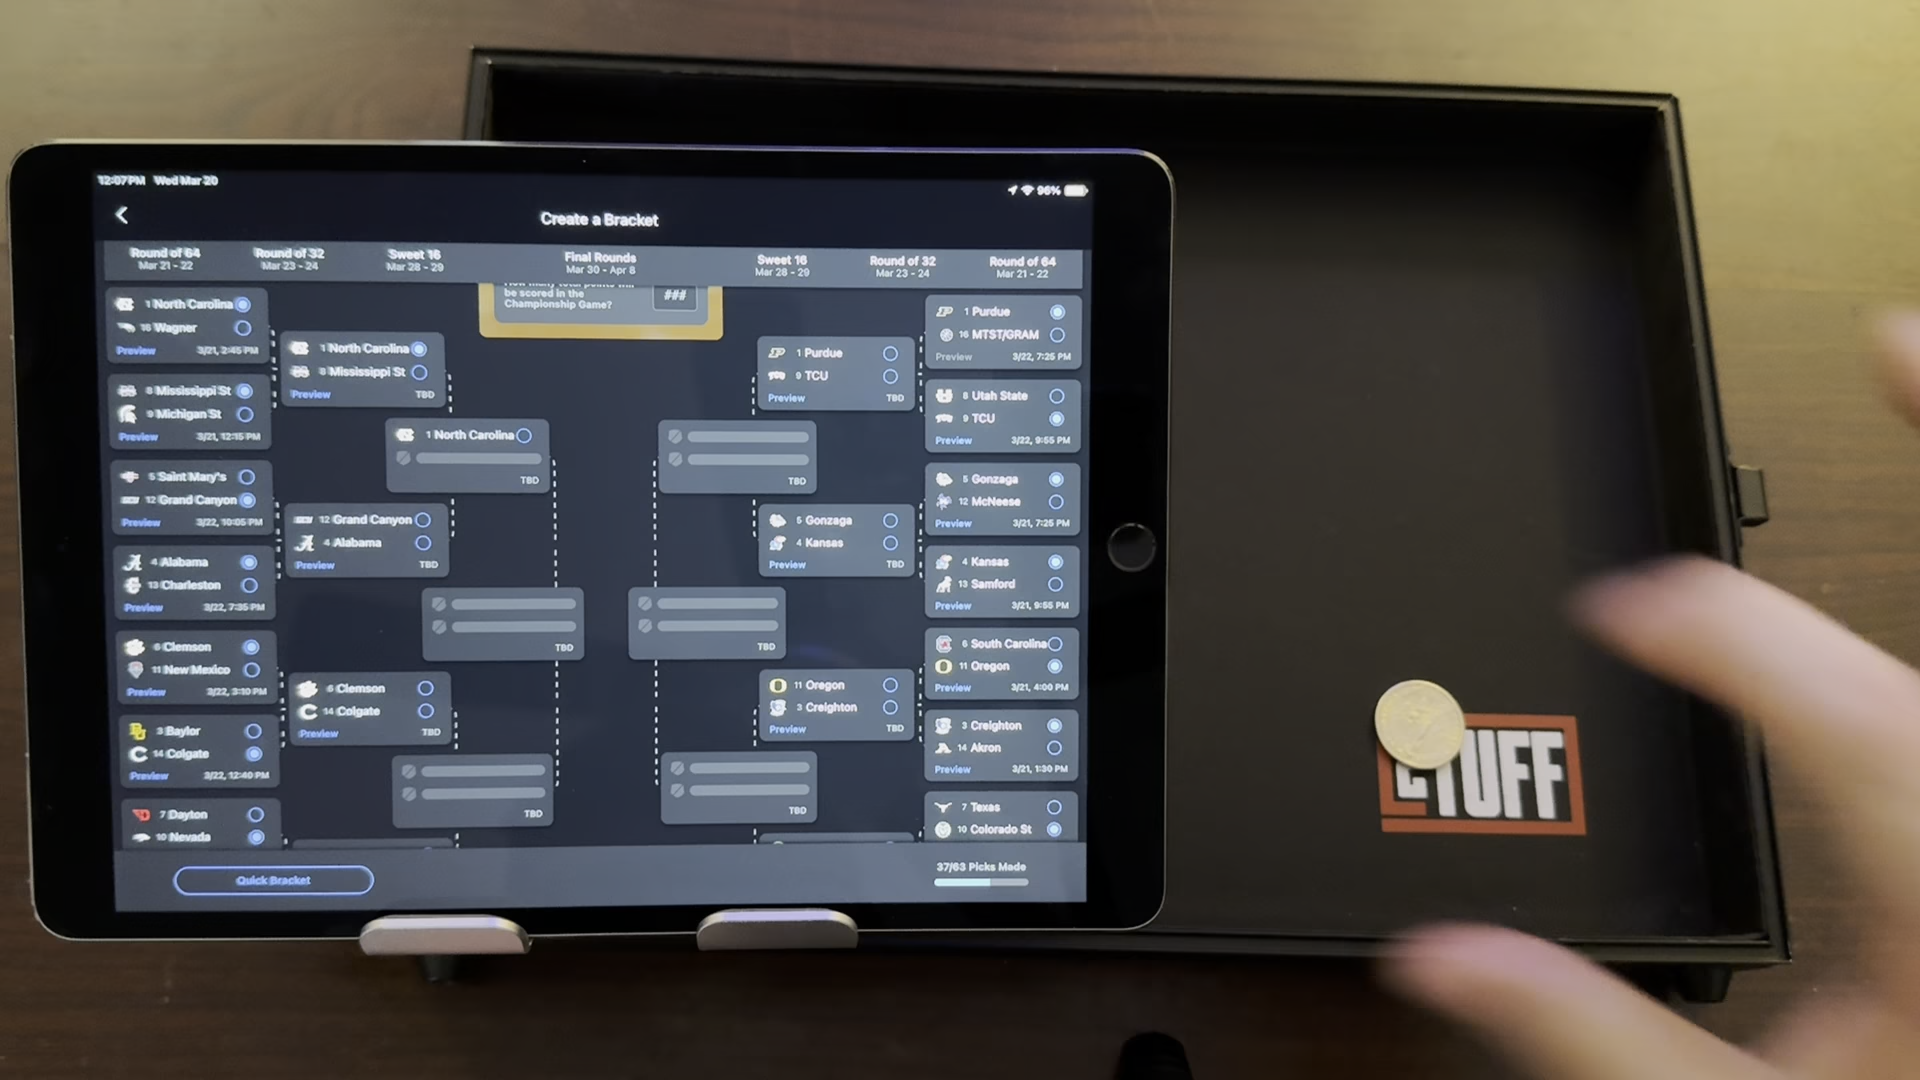 12:07PM Wed Mar 20
96%
Create a Bracket
Round of 64
Mar 21 - 22
Round of 32
Mar 23 - 24
Sweet 16
Mar 28 - 29
Final Rounds
Mar 30 - Apr 8
Sweet 16
Mar 28 - 29
Round of 32
Mar 23 - 24
Round of 64
Mar 21 - 22
be scored in the
Championship Game?
###
1 North Carolina
16 Wagner
Preview 3/21, 2:45 PM
8 Mississippi St
9 Michigan St
Preview 3/21, 12:15 PM
5 Saint Mary's
12 Grand Canyon
Preview 3/22, 10:05 PM
4 Alabama
13 Charleston
Preview 3/22, 7:35 PM
6 Clemson
11 New Mexico
Preview 3/22, 3:10 PM
3 Baylor
14 Colgate
Preview 3/22, 12:40 PM
7 Dayton
10 Nevada
1 North Carolina
8 Mississippi St
Preview TBD
12 Grand Canyon
4 Alabama
Preview TBD
6 Clemson
14 Colgate
Preview TBD
1 North Carolina
TBD
TBD
TBD
TBD
TBD
TBD
1 Purdue
9 TCU
Preview TBD
5 Gonzaga
4 Kansas
Preview TBD
11 Oregon
3 Creighton
Preview TBD
1 Purdue
16 MTST/GRAM
Preview 3/22, 7:25 PM
8 Utah State
9 TCU
Preview 3/22, 9:55 PM
5 Gonzaga
12 McNeese
Preview 3/21, 7:25 PM
4 Kansas
13 Samford
Preview 3/21, 9:55 PM
6 South Carolina
11 Oregon
Preview 3/21, 4:00 PM
3 Creighton
14 Akron
Preview 3/21, 1:30 PM
7 Texas
10 Colorado St
Quick Bracket
37/63 Picks Made
TUFF